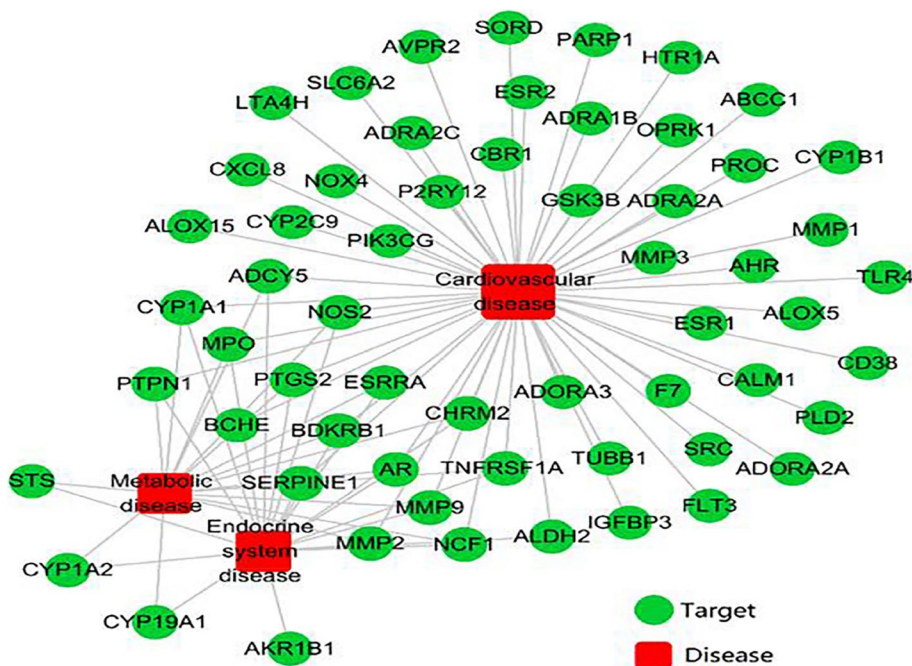 SORD
PARP1
AVPR2
HTR1A
SLC6A2
ESR2
LTA4H
ABCC1
ADRA1B
OPRK1
ADRA2C
CBR1
CYP1B1
PROC
CXCL8
NOX4
P2RY12
GSK3B
ADRA2A
CYP2C9
ALOX15
PIK3CG
MMP1
MMP3
AHR
ADCY5
Cardiovascular
disease
TLR4
CYP1A1
NOS2
ALOX5
ESR1
MPO
CD38
PTPN1
PTGS2
ESRRA
ADORA3
F7
CALM1
CHRM2
PLD2
BCHE
BDKRB1
SRC
TUBB1
ADORA2A
AR
TNFRSF1A
STS
Metabolic
disease
SERPINE1
MMP9
FLT3
IGFBP3
Endocrine
system
disease
MMP2
NCF1
ALDH2
CYP1A2
CYP19A1
AKR1B1
Target
Disease